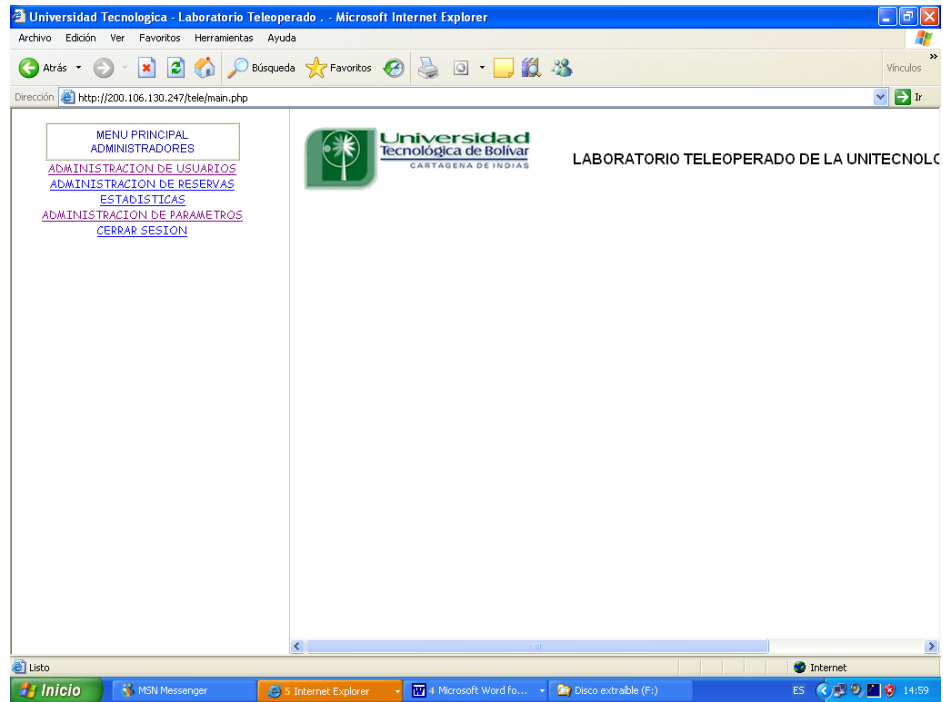 Universidad Tecnologica - Laboratorio Teleoperado . - Microsoft Internet Explorer
Archivo Edición Ver Favoritos Herramientas Ayuda
Atrás Búsqueda Favoritos Vínculos
Dirección http://200.106.130.247/tele/main.php Ir
MENU PRINCIPAL
ADMINISTRADORES
ADMINISTRACION DE USUARIOS
ADMINISTRACION DE RESERVAS
ESTADISTICAS
ADMINISTRACION DE PARAMETROS
CERRAR SESION
Universidad
Tecnológica de Bolívar
CARTAGENA DE INDIAS
LABORATORIO TELEOPERADO DE LA UNITECNOLO
Listo Internet
Inicio MSN Messenger 5 Internet Explorer 4 Microsoft Word fo... Disco extraíble (F:) ES 14:59